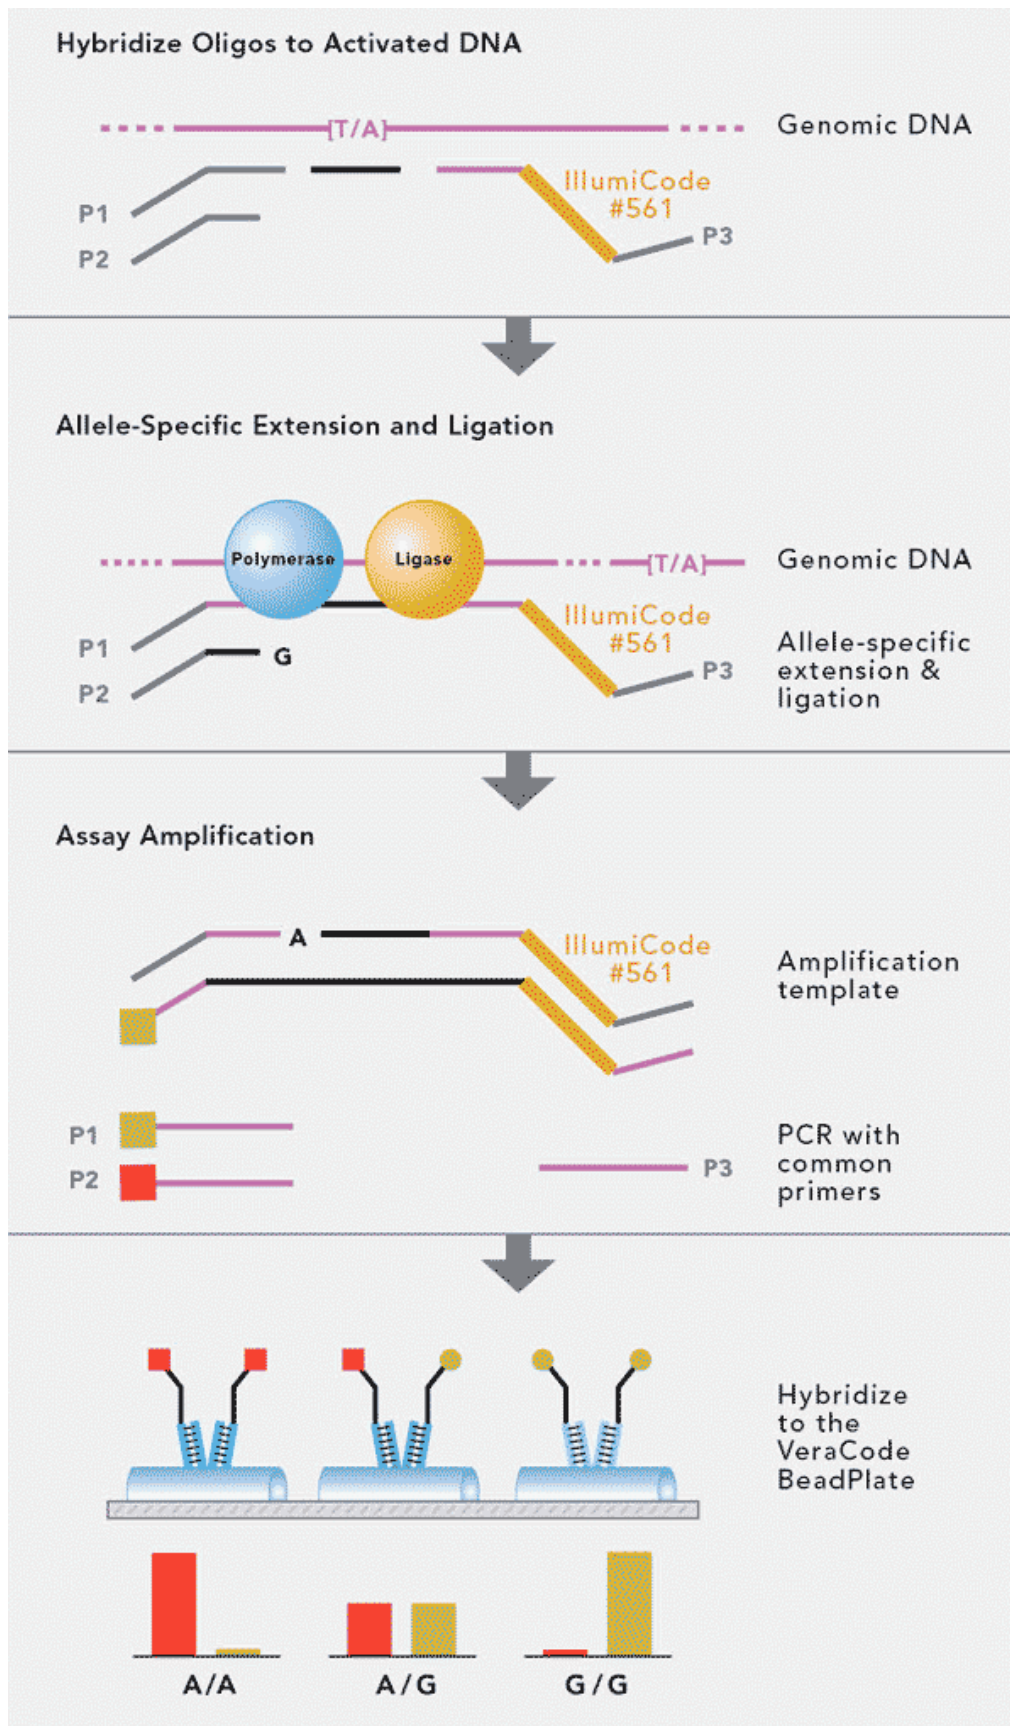 Hybridize Oligos to Activated DNA
[T/A]
Genomic DNA
IllumiCode
#561
P1
P2
P3
Allele-Specific Extension and Ligation
Polymerase
Ligase
[T/A]
Genomic DNA
IllumiCode
#561
P1
G
P2
P3
Allele-specific
extension &
ligation
Assay Amplification
A
IllumiCode
#561
Amplification
template
P1
P2
P3
PCR with
common
primers
Hybridize
to the
VeraCode
BeadPlate
A/A
A/G
G/G